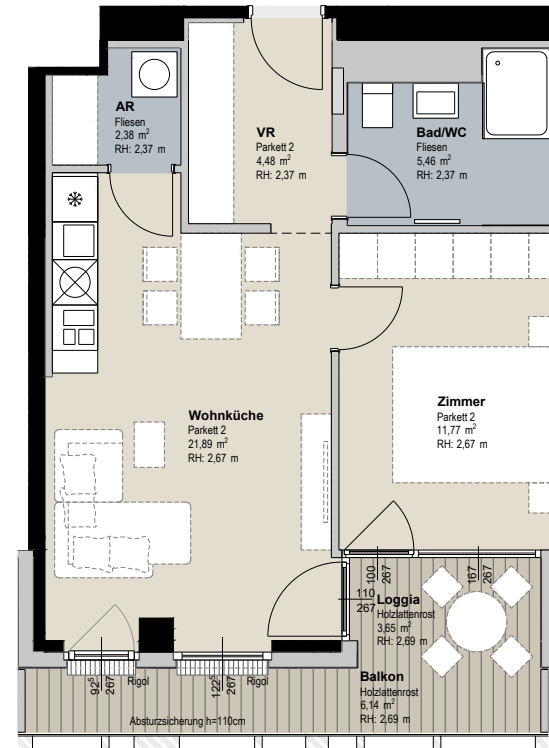 AR
Fliesen
2,38 m²
RH: 2,37 m
VR
Parkett 2
4,48 m²
RH: 2,37 m
Bad/WC
Fliesen
5,46 m²
RH: 2,37 m
Wohnküche
Parkett 2
21,89 m²
RH: 2,67 m
Zimmer
Parkett 2
11,77 m²
RH: 2,67 m
100
267
167
267
110
267
Loggia
Holzlattenrost
3,65 m²
RH: 2,69 m
Balkon
Holzlattenrost
6,14 m²
RH: 2,69 m
92⁵
267
Rigol
122⁵
267
Rigol
Absturzsicherung h=110cm